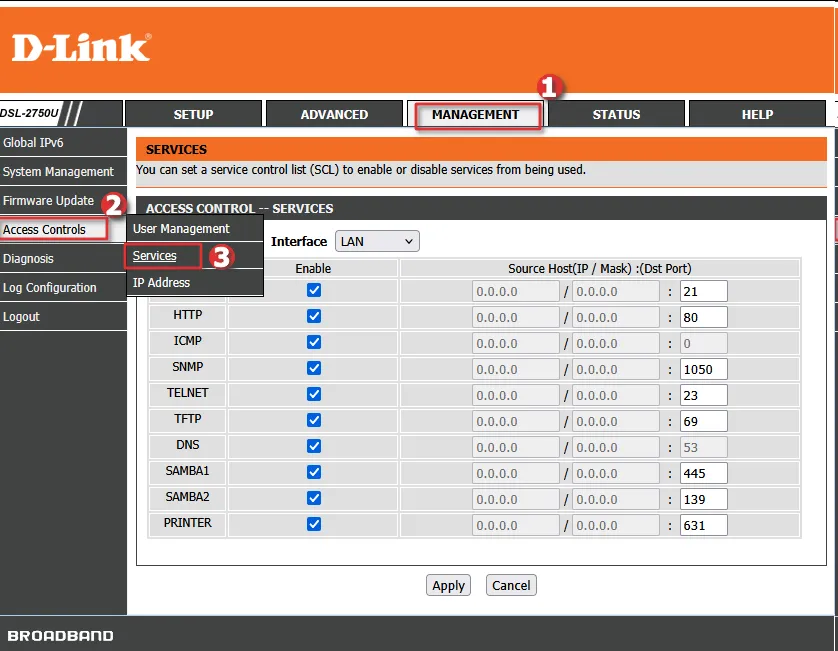 D-Link®
1
DSL-2750U SETUP ADVANCED MANAGEMENT STATUS HELP
Global IPv6
System Management
Firmware Update
2
Access Controls
Diagnosis
Log Configuration
Logout
User Management
Services
3
IP Address
SERVICES
You can set a service control list (SCL) to enable or disable services from being used.
ACCESS CONTROL -- SERVICES
Interface LAN
Enable Source Host(IP / Mask) :(Dst Port)
0.0.0.0 / 0.0.0.0 : 21
HTTP 0.0.0.0 / 0.0.0.0 : 80
ICMP 0.0.0.0 / 0.0.0.0 : 0
SNMP 0.0.0.0 / 0.0.0.0 : 1050
TELNET 0.0.0.0 / 0.0.0.0 : 23
TFTP 0.0.0.0 / 0.0.0.0 : 69
DNS 0.0.0.0 / 0.0.0.0 : 53
SAMBA1 0.0.0.0 / 0.0.0.0 : 445
SAMBA2 0.0.0.0 / 0.0.0.0 : 139
PRINTER 0.0.0.0 / 0.0.0.0 : 631
Apply Cancel
BROADBAND